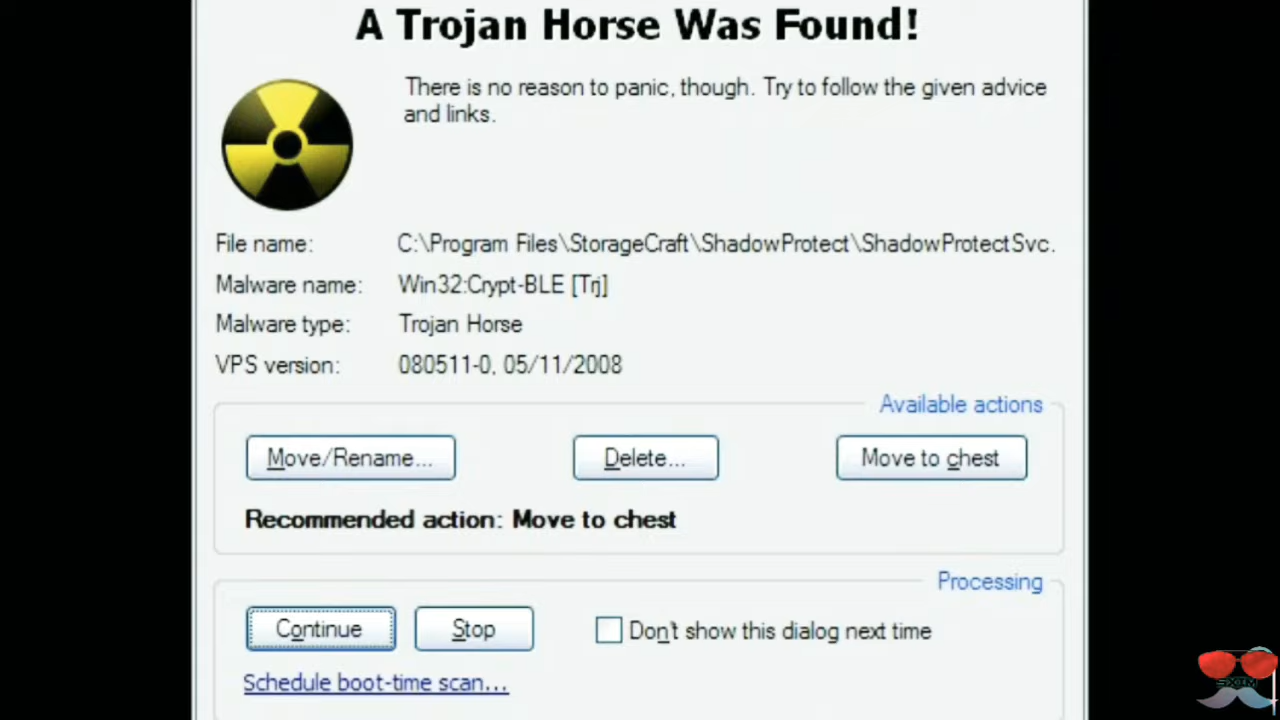 A Trojan Horse Was Found!
There is no reason to panic, though. Try to follow the given advice
and links.
File name: C:\Program Files\StorageCraft\ShadowProtect\ShadowProtectSvc.
Malware name: Win32:Crypt-BLE [Trj]
Malware type: Trojan Horse
VPS version: 080511-0, 05/11/2008
Available actions
Move/Rename... Delete... Move to chest
Recommended action: Move to chest
Processing
Continue Stop Don't show this dialog next time
Schedule boot-time scan...
SXIM